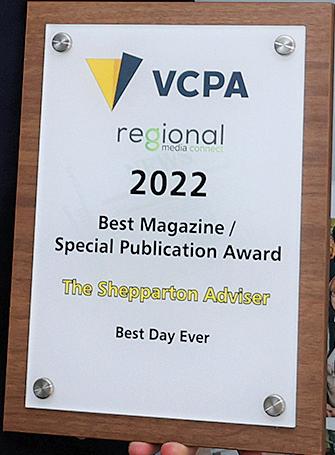 VCPA
regional
media connect
2022
Best Magazine /
Special Publication Award
The Shepparton Adviser
Best Day Ever